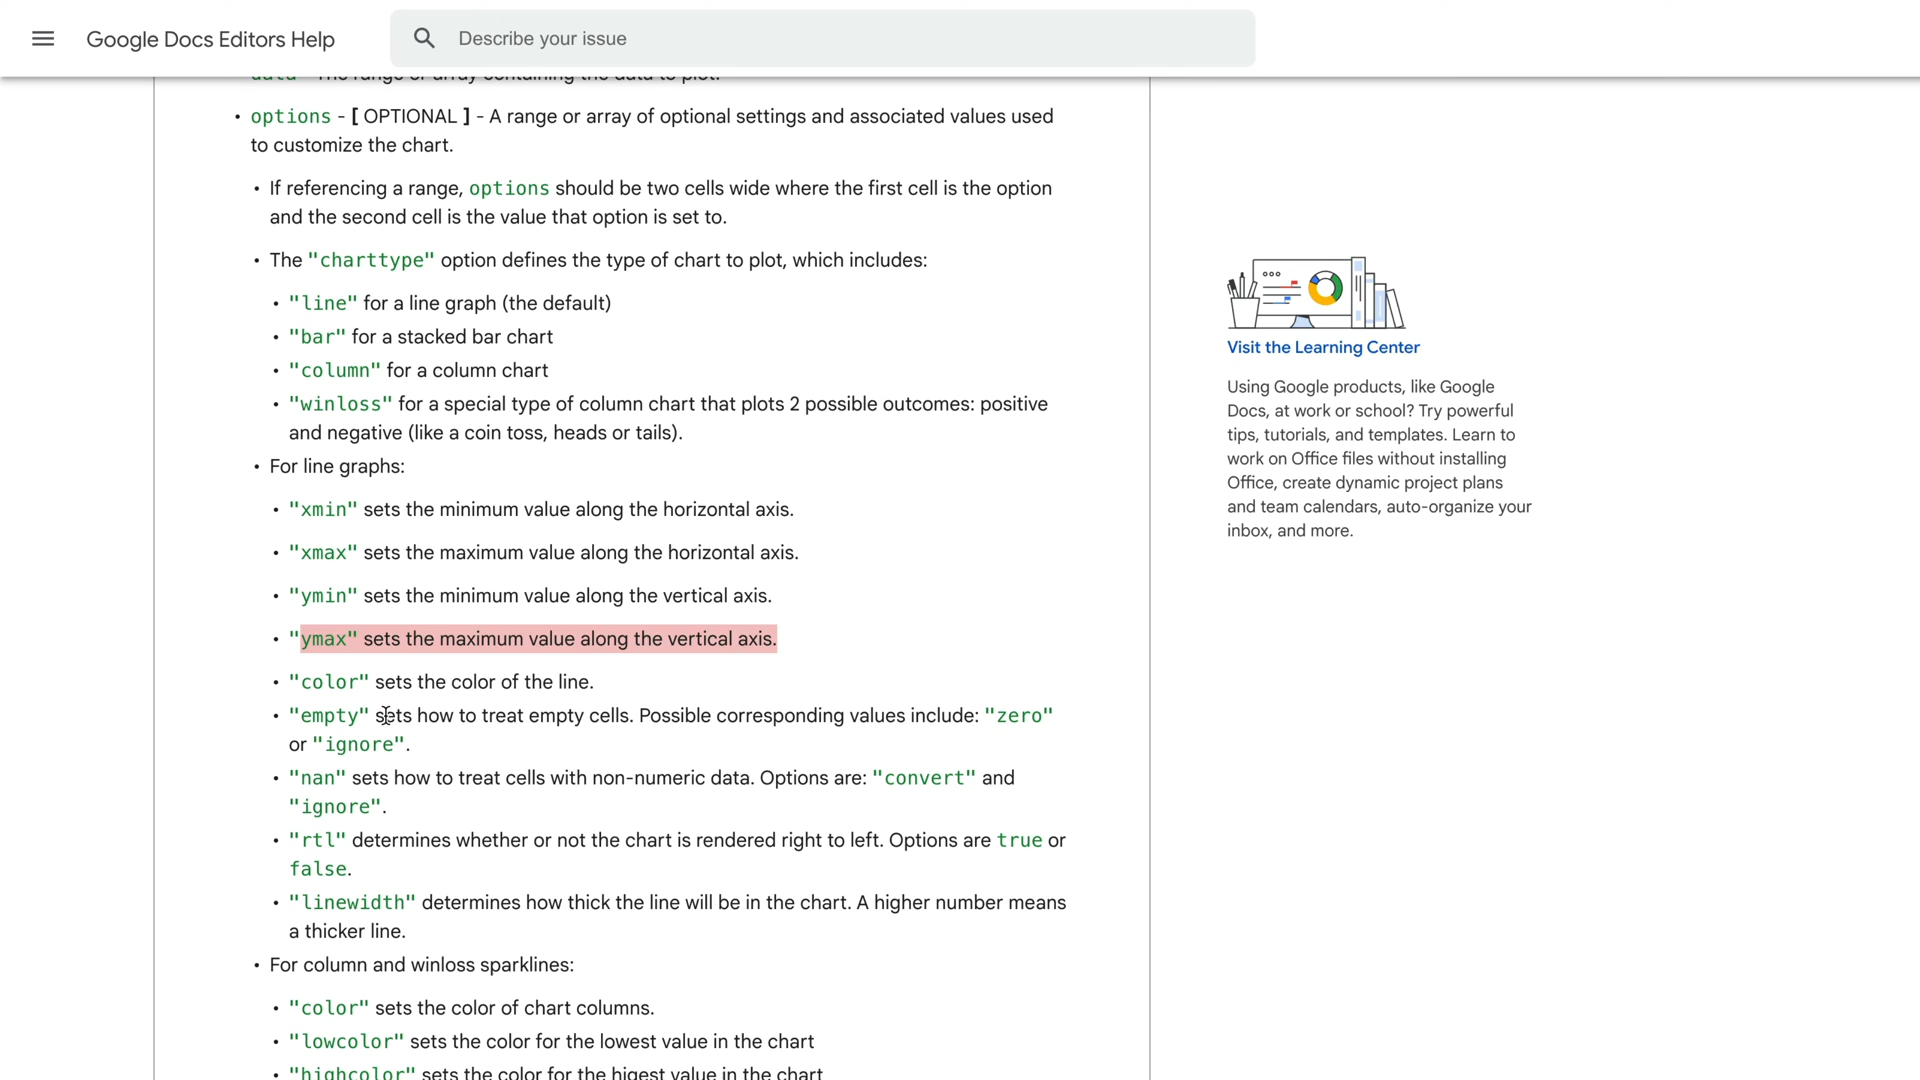 Google Docs Editors Help
Describe your issue
data - The range or array containing the data to plot.
• options - [ OPTIONAL ] - A range or array of optional settings and associated values used
to customize the chart.
• If referencing a range, options should be two cells wide where the first cell is the option
and the second cell is the value that option is set to.
• The "charttype" option defines the type of chart to plot, which includes:
• "line" for a line graph (the default)
• "bar" for a stacked bar chart
• "column" for a column chart
• "winloss" for a special type of column chart that plots 2 possible outcomes: positive
and negative (like a coin toss, heads or tails).
• For line graphs:
• "xmin" sets the minimum value along the horizontal axis.
• "xmax" sets the maximum value along the horizontal axis.
• "ymin" sets the minimum value along the vertical axis.
• "ymax" sets the maximum value along the vertical axis.
• "color" sets the color of the line.
• "empty" sets how to treat empty cells. Possible corresponding values include: "zero"
or "ignore".
• "nan" sets how to treat cells with non-numeric data. Options are: "convert" and
"ignore".
• "rtl" determines whether or not the chart is rendered right to left. Options are true or
false.
• "linewidth" determines how thick the line will be in the chart. A higher number means
a thicker line.
• For column and winloss sparklines:
• "color" sets the color of chart columns.
• "lowcolor" sets the color for the lowest value in the chart
• "highcolor" sets the color for the higest value in the chart
Visit the Learning Center
Using Google products, like Google
Docs, at work or school? Try powerful
tips, tutorials, and templates. Learn to
work on Office files without installing
Office, create dynamic project plans
and team calendars, auto-organize your
inbox, and more.